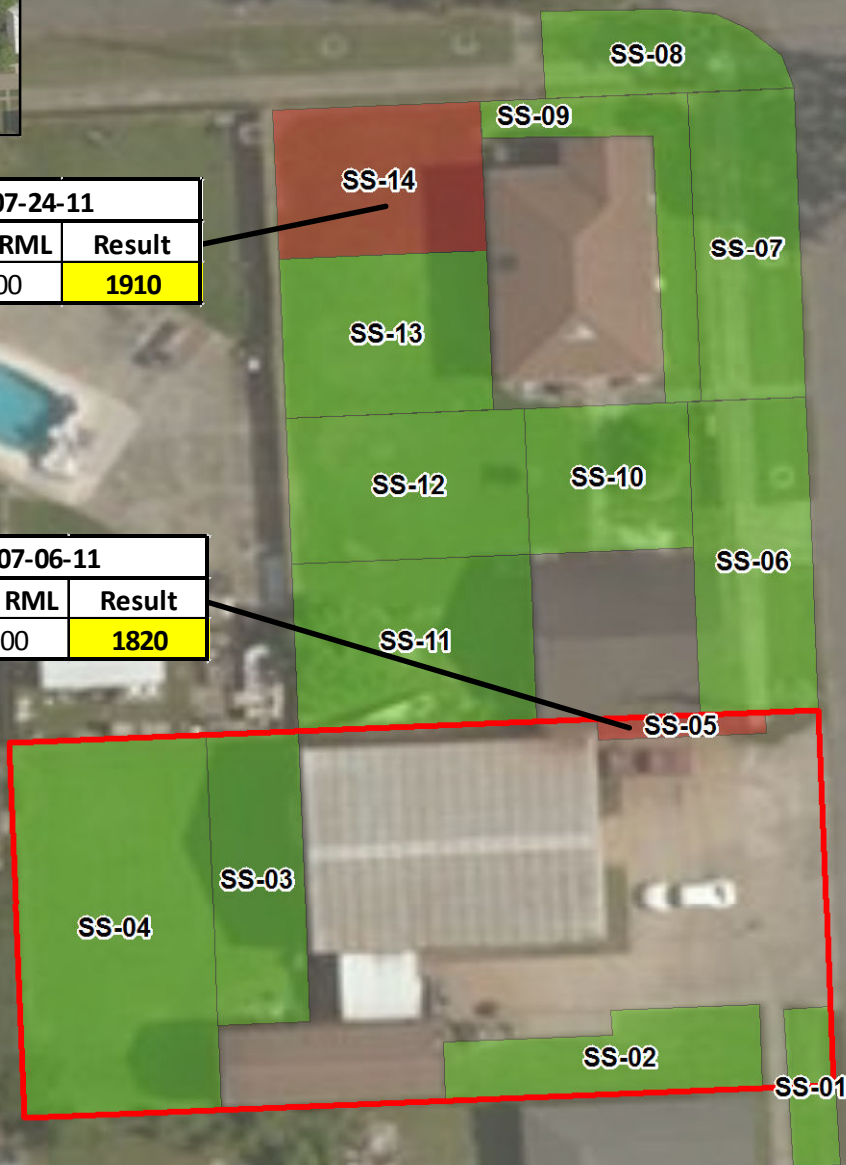 SS-08
SS-09
SS-14
07-24-11
RML Result
00 1910
SS-07
SS-13
SS-12
SS-10
07-06-11
RML Result
00 1820
SS-06
SS-11
SS-05
SS-03
SS-04
SS-02
SS-01